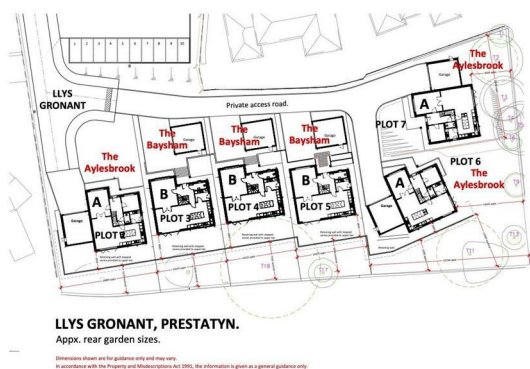 1 2 3 4 5 6 7 8 9 10
LLYS
GRONANT
Private access road.
The
Aylesbrook
A
Garage
PLOT 2
The
Baysham
Garage
B
PLOT 3
The
Baysham
Garage
B
PLOT 4
The
Baysham
Garage
B
PLOT 5
The
Aylesbrook
Garage
A
PLOT 7
PLOT 6
The
Aylesbrook
A
Garage
LLYS GRONANT, PRESTATYN.
Appx. rear garden sizes.
Dimensions shown are for guidance only and may vary.
In accordance with the Property and Misdescriptions Act 1991, the information is given as a general guidance only.